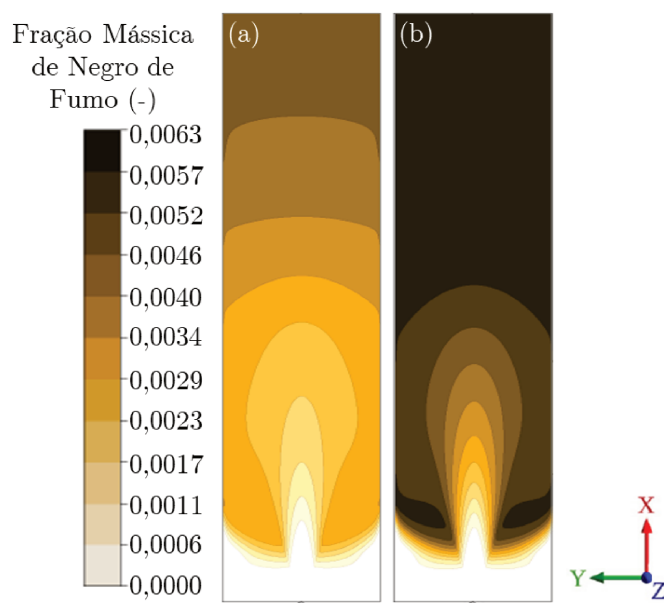 Fração Mássica
de Negro de
Fumo (-)
(a)
(b)
0,0063
0,0057
0,0052
0,0046
0,0040
0,0034
0,0029
0,0023
0,0017
0,0011
0,0006
0,0000
X
Y
Z